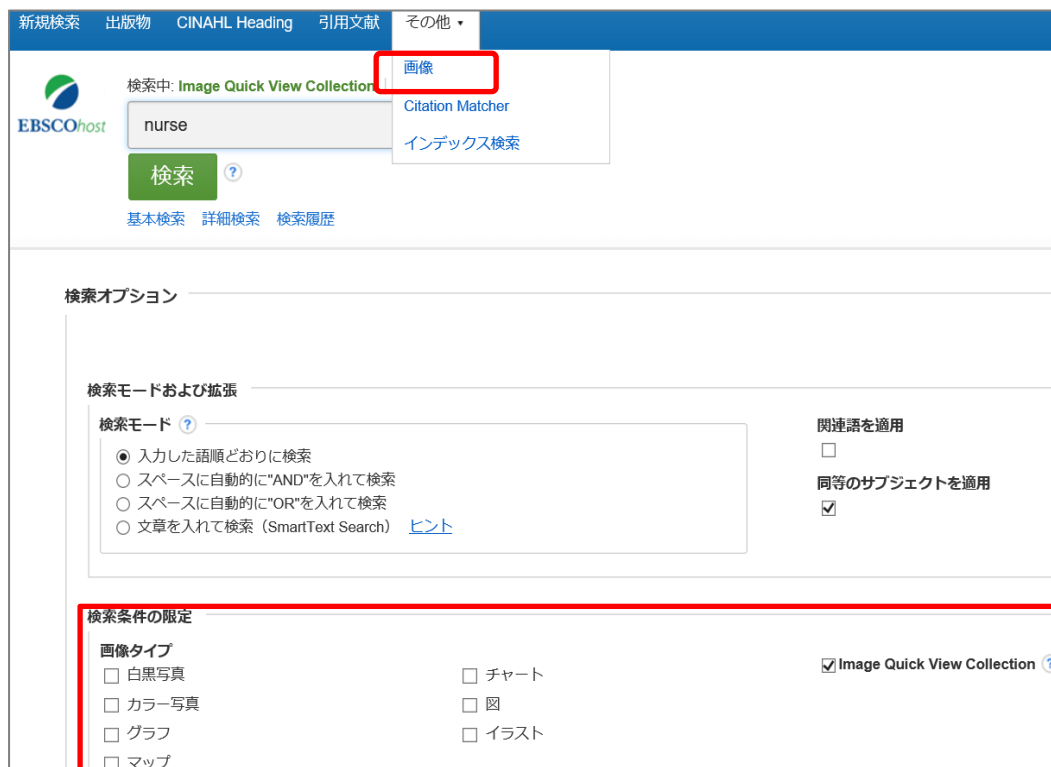 新規検索 出版物 CINAHL Heading 引用文献 その他
画像
検索中: Image Quick View Collection
Citation Matcher
EBSCOhost
nurse
インデックス検索
検索 ?
基本検索 詳細検索 検索履歴
検索オプション
検索モードおよび拡張
検索モード ?
関連語を適用
入力した語順どおりに検索
スペースに自動的に"AND"を入れて検索
同等のサブジェクトを適用
スペースに自動的に"OR"を入れて検索
文章を入れて検索（SmartText Search） ヒント
検索条件の限定
画像タイプ
Image Quick View Collection ?
白黒写真 チャート
カラー写真 図
グラフ イラスト
マップ